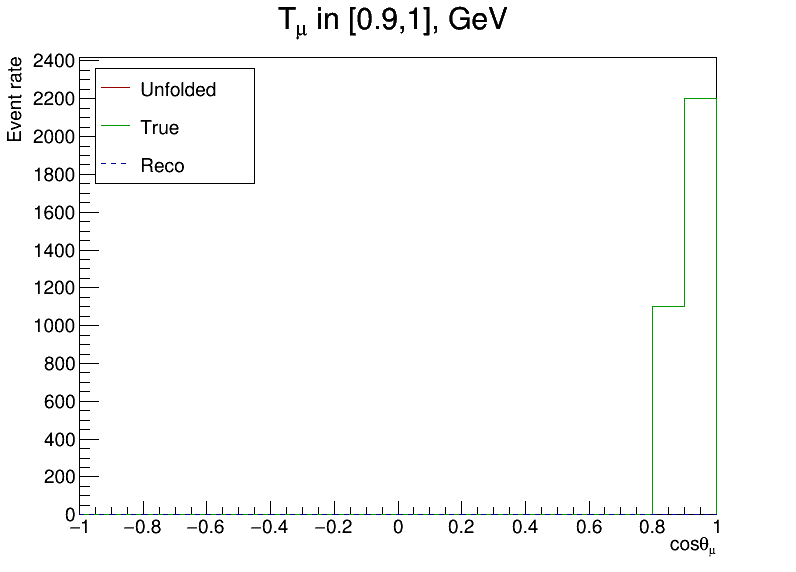 Tμ in [0.9,1], GeV
Event rate
Unfolded
True
Reco
2400
2200
2000
1800
1600
1400
1200
1000
800
600
400
200
0
−1 −0.8 −0.6 −0.4 −0.2 0 0.2 0.4 0.6 0.8 1
cosθμ